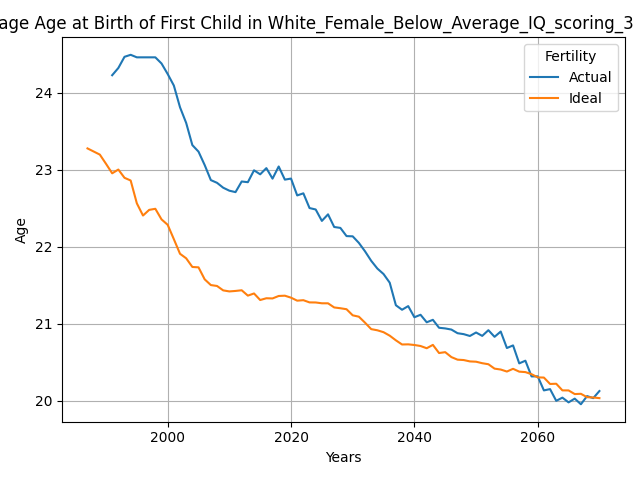 age Age at Birth of First Child in White_Female_Below_Average_IQ_scoring_3
Fertility
Actual
Ideal
24
23
22
21
20
Age
2000
2020
2040
2060
Years